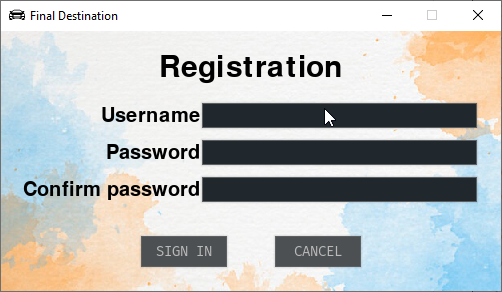 Final Destination
Registration
Username
Password
Confirm password
SIGN IN
CANCEL